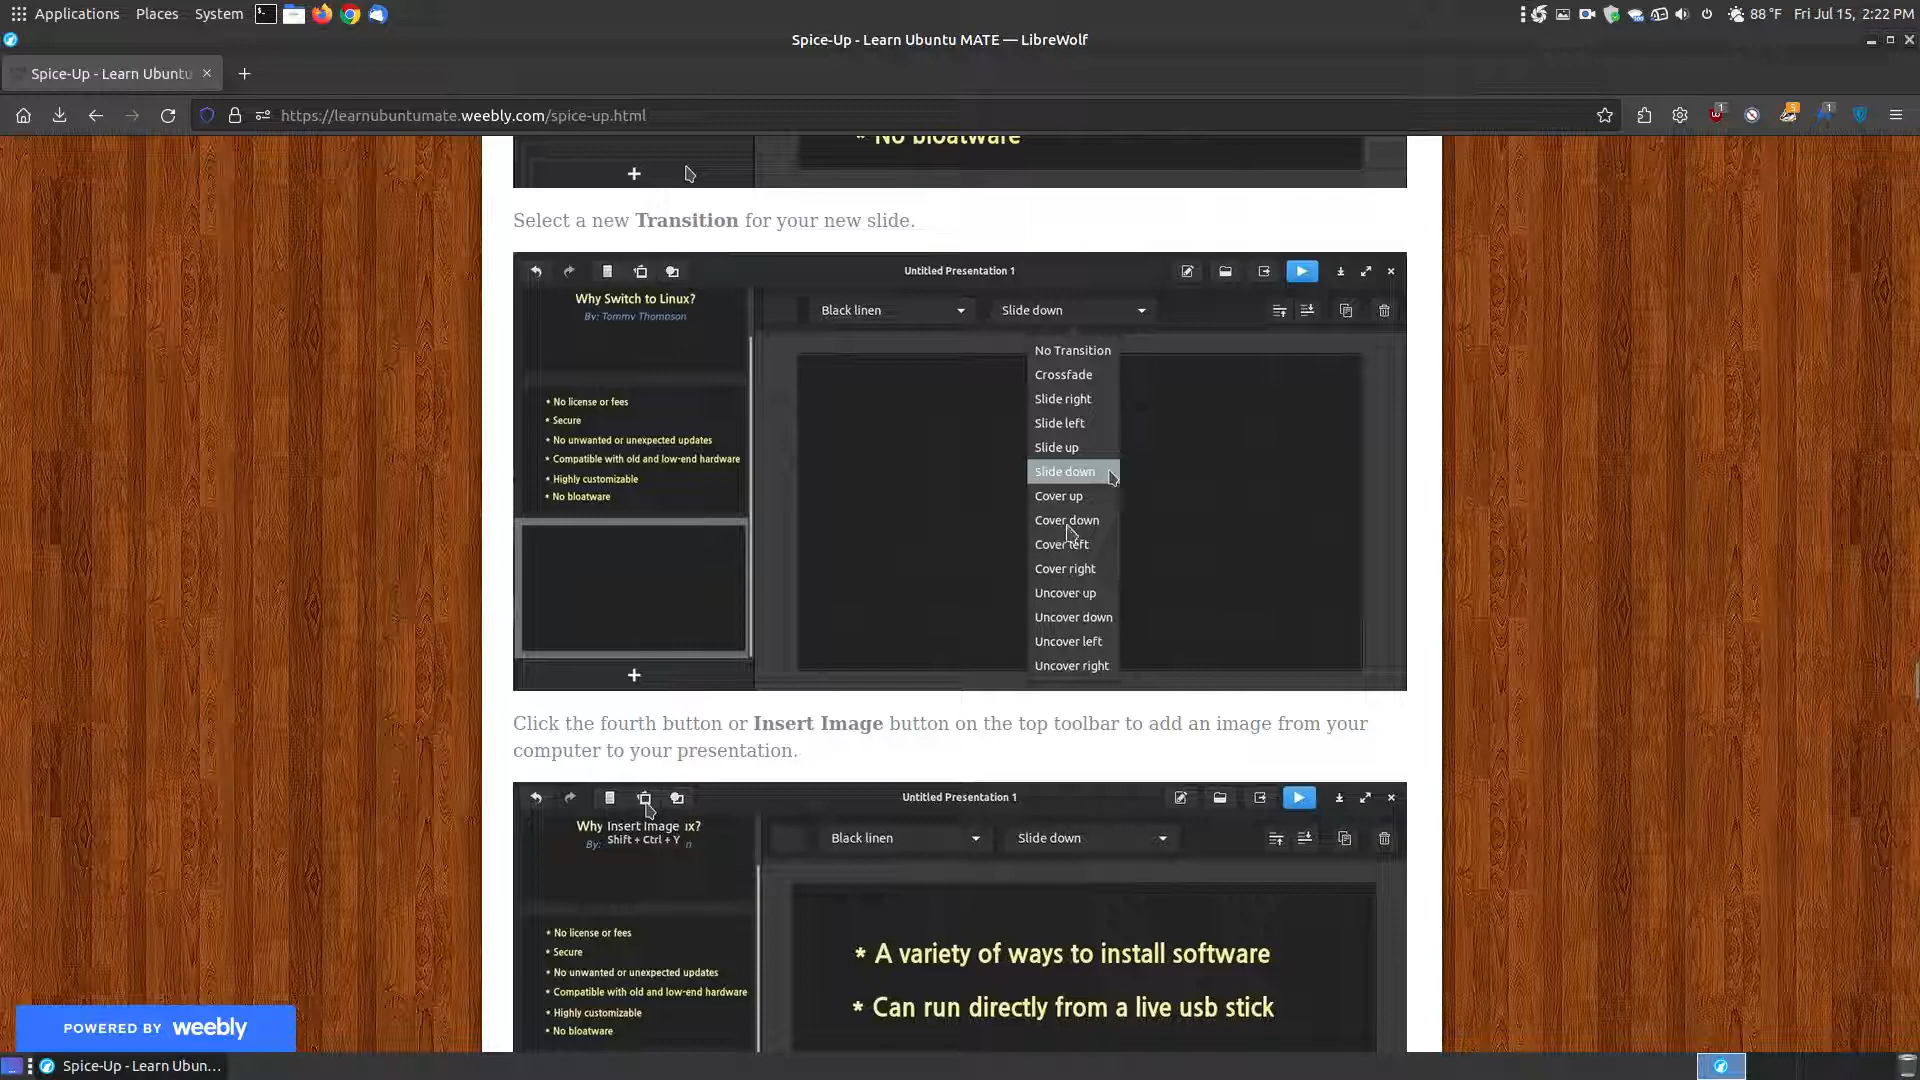 Applications Places System
88 °F Fri Jul 15, 2:22 PM
Spice-Up - Learn Ubuntu MATE — LibreWolf
Spice-Up - Learn Ubuntu
https://learnubuntumate.weebly.com/spice-up.html
* No bloatware
Select a new Transition for your new slide.
Untitled Presentation 1
Why Switch to Linux?
By: Tommy Thompson
Black linen
Slide down
* No license or fees
* Secure
* No unwanted or unexpected updates
* Compatible with old and low-end hardware
* Highly customizable
* No bloatware
No Transition
Crossfade
Slide right
Slide left
Slide up
Slide down
Cover up
Cover down
Cover left
Cover right
Uncover up
Uncover down
Uncover left
Uncover right
Click the fourth button or Insert Image button on the top toolbar to add an image from your
computer to your presentation.
Untitled Presentation 1
Why Insert Image ux?
By: Shift + Ctrl + Y n
Black linen
Slide down
* No license or fees
* Secure
* No unwanted or unexpected updates
* Compatible with old and low-end hardware
* Highly customizable
* No bloatware
* A variety of ways to install software
* Can run directly from a live usb stick
POWERED BY weebly
Spice-Up - Learn Ubun...